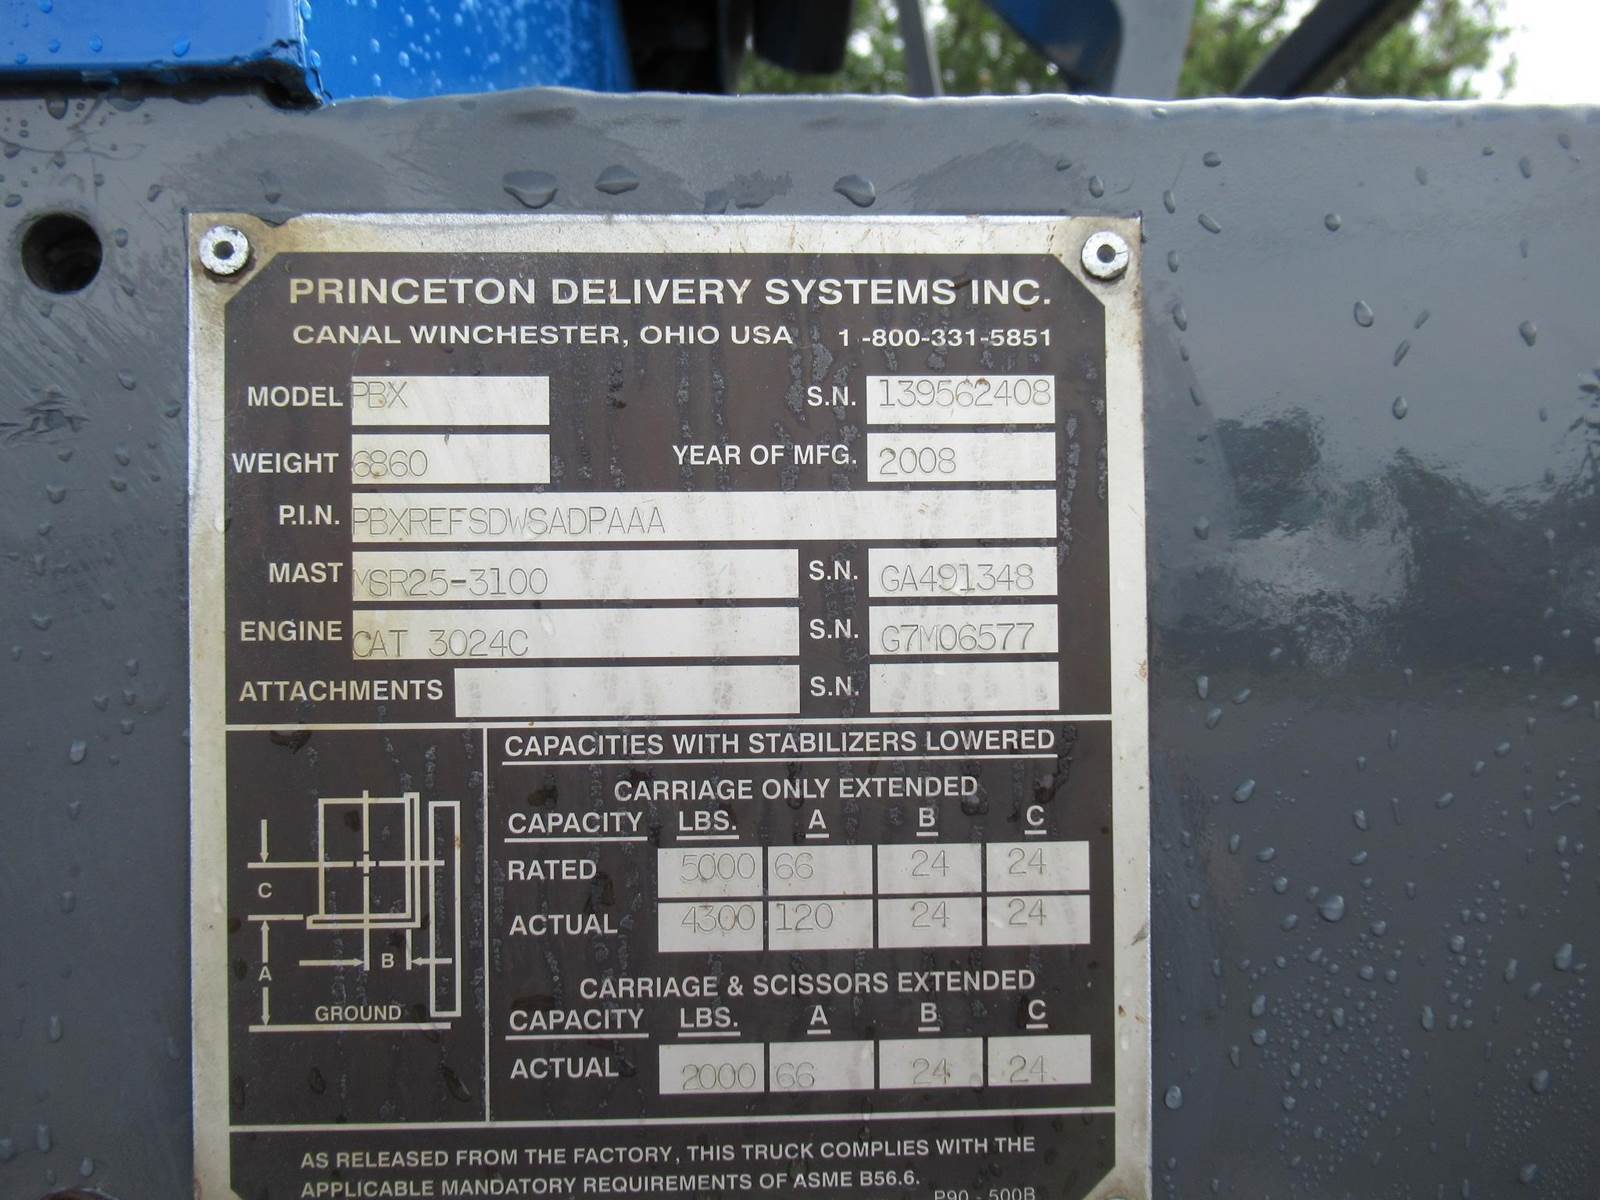 PRINCETON DELIVERY SYSTEMS INC.
CANAL WINCHESTER, OHIO USA 1-800-331-5851
MODEL PBX S.N. 139562408
WEIGHT 6860 YEAR OF MFG. 2008
P.I.N. PBXREFSDWSADPAAA
MAST MSR25-3100 S.N. GA491348
ENGINE CAT 3024C S.N. G7M06577
ATTACHMENTS S.N.
CAPACITIES WITH STABILIZERS LOWERED
CARRIAGE ONLY EXTENDED
CAPACITY LBS. A B C
RATED 5000 66 24 24
ACTUAL 4300 120 24 24
CARRIAGE & SCISSORS EXTENDED
CAPACITY LBS. A B C
ACTUAL 2000 66 24 24
C
B
A
GROUND
AS RELEASED FROM THE FACTORY, THIS TRUCK COMPLIES WITH THE
APPLICABLE MANDATORY REQUIREMENTS OF ASME B56.6.
P90-500B